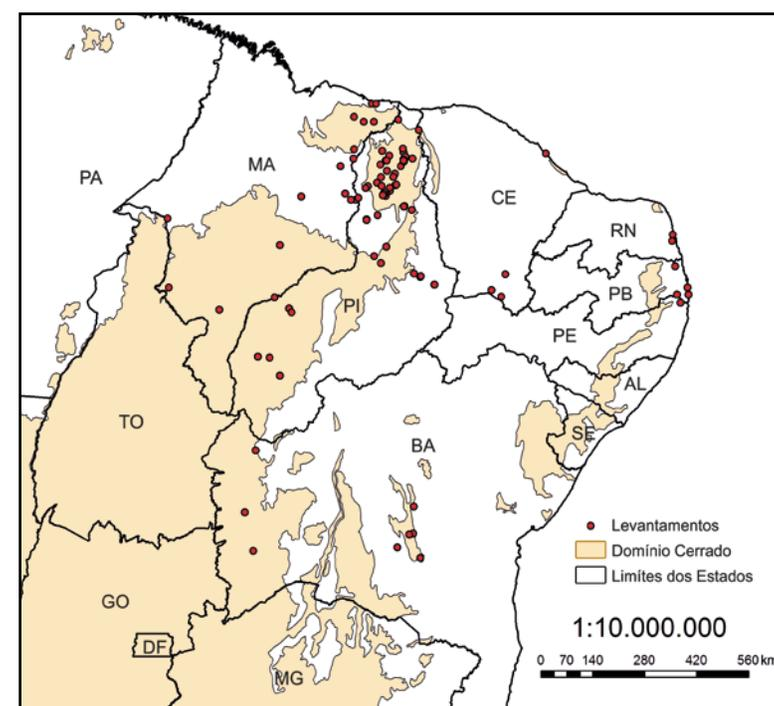 PA
MA
CE
RN
PB
PI
PE
AL
TO
BA
SE
Levantamentos
Domínio Cerrado
Limítes dos Estados
GO
1:10.000.000
DF
0 70 140 280 420 560 km
MG